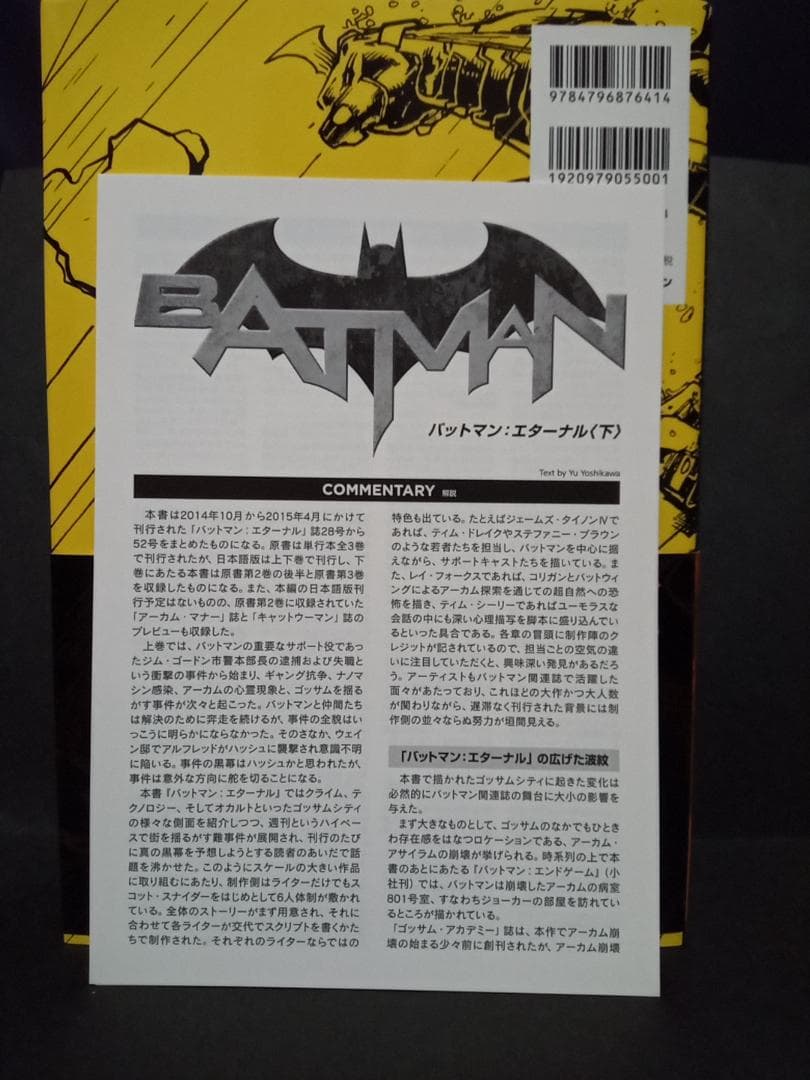 9784796876414
1920979055001
説
ン
BATMAN
バットマン：エターナル〈下〉
Text by Yu Yoshikawa
COMMENTARY 解説
本書は2014年10月から2015年4月にかけて
刊行された「バットマン：エターナル」誌28号から
52号をまとめたものになる。原書は単行本全3巻
で刊行されたが、日本語版は上下巻で刊行し、下
巻にあたる本書は原書第2巻の後半と原書第3巻
を収録したものになる。また、本編の日本語版刊
行予定はないものの、原書第2巻に収録されていた
「アーカム・マナー」誌と「キャットウーマン」誌の
プレビューも収録した。
上巻では、バットマンの重要なサポート役であっ
たジム・ゴードン市警本部長の逮捕および失職と
いう衝撃の事件から始まり、ギャング抗争、ナノマ
シン感染、アーカムの心霊現象と、ゴッサムを揺る
がす事件が次々と起こった。バットマンと仲間たち
は解決のために奔走を続けるが、事件の全貌はい
っこうに明らかにならなかった。そのさなか、ウェイ
ン邸でアルフレッドがハッシュに襲撃され意識不明
に陥いる。事件の黒幕はハッシュかと思われたが、
事件は意外な方向に舵を切ることになる。
本書『バットマン：エターナル』ではクライム、テ
クノロジー、そしてオカルトといったゴッサムシティ
の様々な側面を紹介しつつ、週刊というハイペー
スで街を揺るがす難事件が展開され、刊行のたび
に真の黒幕を予想しようとする読者のあいだで話
題を沸かせた。このようにスケールの大きい作品
に取り組むにあたり、制作側はライターだけでもス
コット・スナイダーをはじめとして6人体制が敷かれ
ている。全体のストーリーがまず用意され、それに
合わせて各ライターが交代でスクリプトを書くかた
ちで制作された。それぞれのライターならではの
特色も出ている。たとえばジェームズ・タイノンⅣで
あれば、ティム・ドレイクやステファニー・ブラウン
のような若者たちを担当し、バットマンを中心に据
えながら、サポートキャストたちを描いている。ま
た、レイ・フォークスであれば、コリガンとバットウィ
ングによるアーカム探索を通じての超自然への恐
怖を描き、ティム・シーリーであればユーモラスな
会話の中にも深い心理描写を脚本に盛り込んでい
るといった具合である。各章の冒頭に制作陣のク
レジットが記されているので、担当ごとの空気の違
いに注目していただくと、興味深い発見があるだろ
う。アーティストもバットマン関連誌で活躍した
面々があたっており、これほどの大作かつ大人数
が関わりながら、遅滞なく刊行された背景には制
作側の並々ならぬ努力が垣間見える。
「バットマン：エターナル」の広げた波紋
本書で描かれたゴッサムシティに起きた変化は
必然的にバットマン関連誌の舞台に大小の影響を
与えた。
まず大きなものとして、ゴッサムのなかでもひとき
わ存在感をはなつロケーションである、アーカム・
アサイラムの崩壊が挙げられる。時系列の上で本
書のあとにあたる『バットマン：エンドゲーム』（小
社刊）では、バットマンは崩壊したアーカムの病室
801号室、すなわちジョーカーの部屋を訪れてい
るところが描かれている。
「ゴッサム・アカデミー」誌は、本作でアーカム崩
壊の始まる少々前に創刊されたが、アーカム崩壊